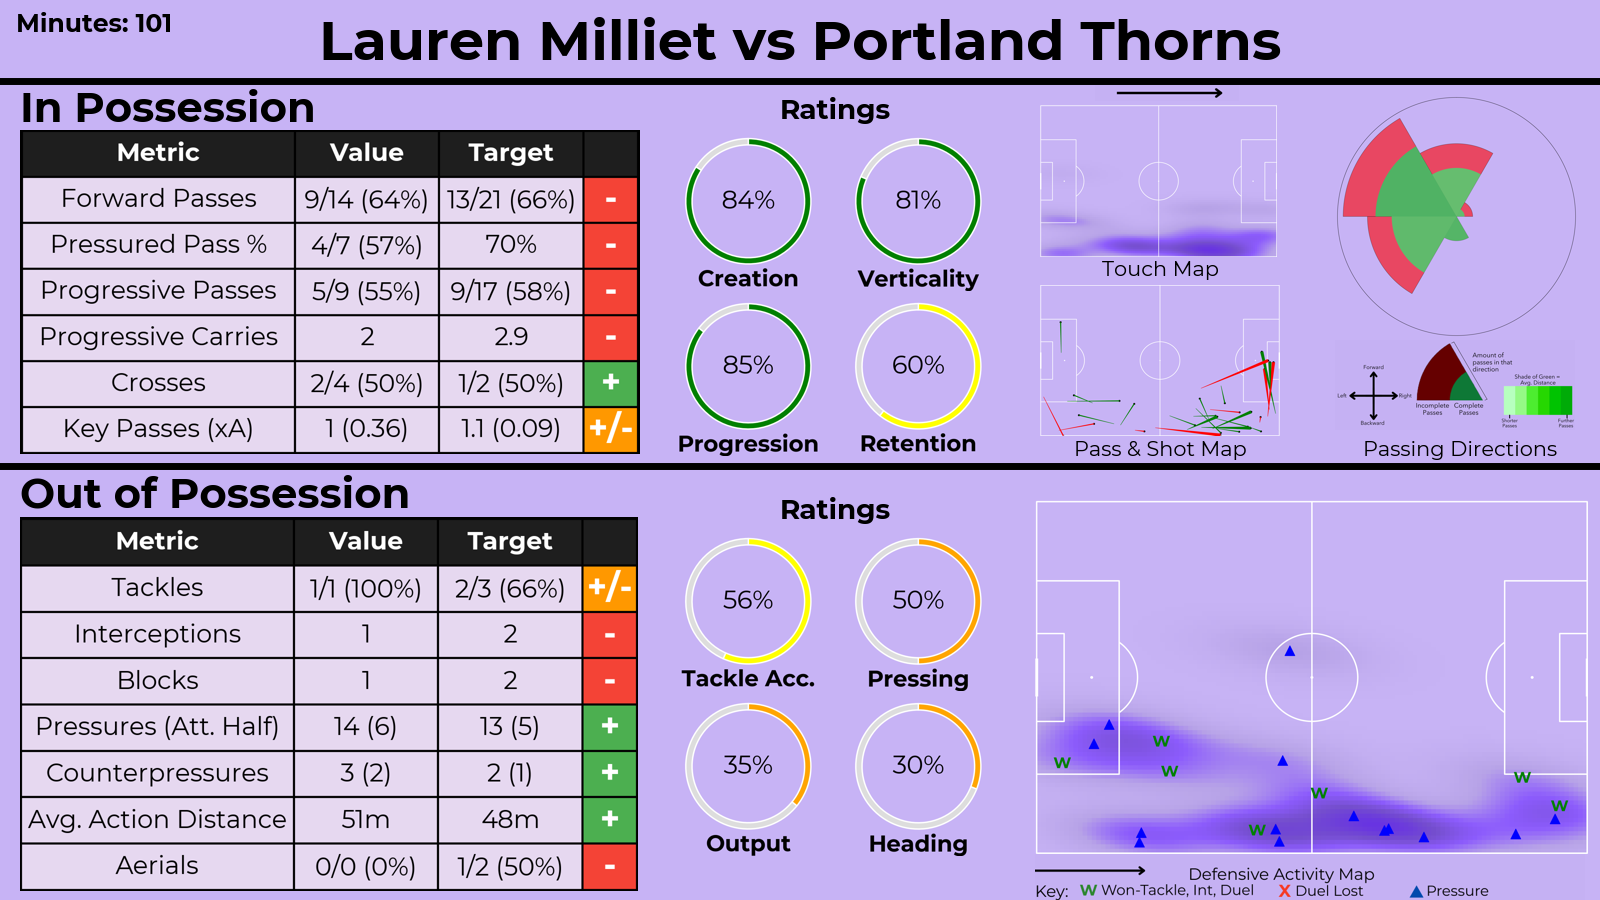 Minutes: 101
Lauren Milliet vs Portland Thorns
In Possession
Metric Value Target
Forward Passes 9/14 (64%) 13/21 (66%) -
Pressured Pass % 4/7 (57%) 70% -
Progressive Passes 5/9 (55%) 9/17 (58%) -
Progressive Carries 2 2.9 -
Crosses 2/4 (50%) 1/2 (50%) +
Key Passes (xA) 1 (0.36) 1.1 (0.09) +/-
Ratings
84% 81%
Creation Verticality
85% 60%
Progression Retention
Touch Map
Pass & Shot Map
Forward
Left Right
Backward
Amount of
passes in that
direction
Incomplete
Passes
Complete
Passes
Shade of Green =
Avg. Distance
Shorter
Passes
Further
Passes
Passing Directions
Out of Possession
Metric Value Target
Tackles 1/1 (100%) 2/3 (66%) +/-
Interceptions 1 2 -
Blocks 1 2 -
Pressures (Att. Half) 14 (6) 13 (5) +
Counterpressures 3 (2) 2 (1) +
Avg. Action Distance 51m 48m +
Aerials 0/0 (0%) 1/2 (50%) -
Ratings
56% 50%
Tackle Acc. Pressing
35% 30%
Output Heading
W
W
W
W
W
W
W
Defensive Activity Map
Key: W Won-Tackle, Int, Duel X Duel Lost Pressure